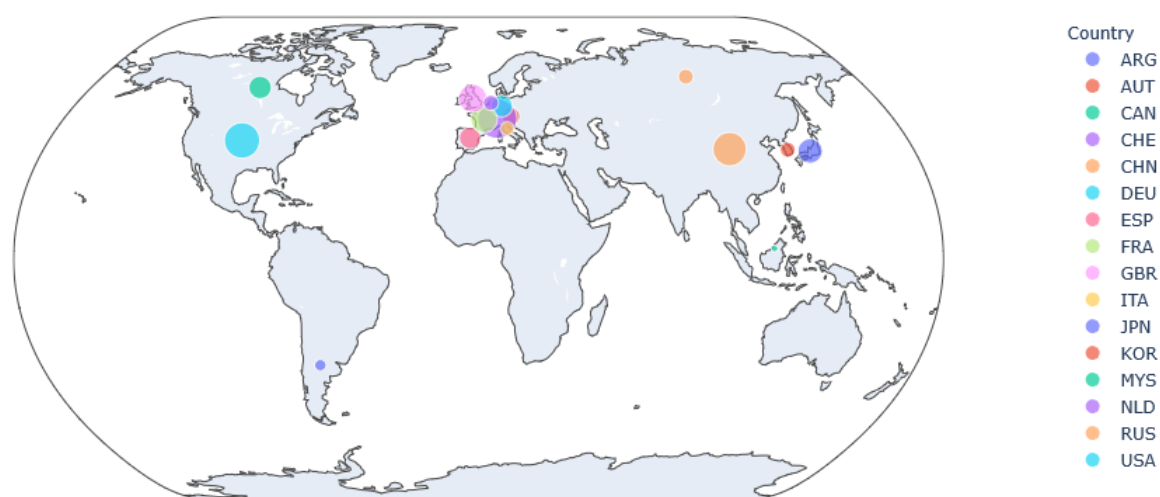 Country
ARG
AUT
CAN
CHE
CHN
DEU
ESP
FRA
GBR
ITA
JPN
KOR
MYS
NLD
RUS
USA